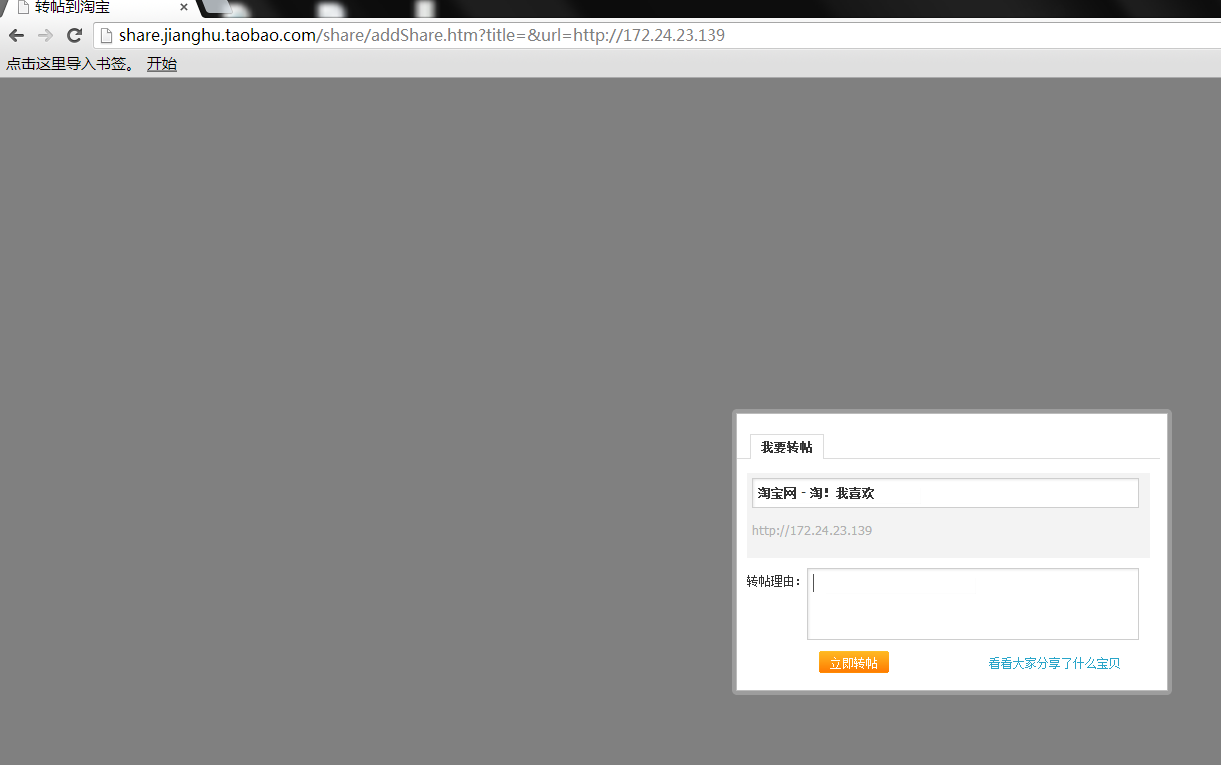 转帖到淘宝
share.jianghu.taobao.com/share/addShare.htm?title=&url=http://172.24.23.139
点击这里导入书签。 开始
我要转帖
淘宝网 - 淘！我喜欢
http://172.24.23.139
转帖理由：
立即转帖 看看大家分享了什么宝贝